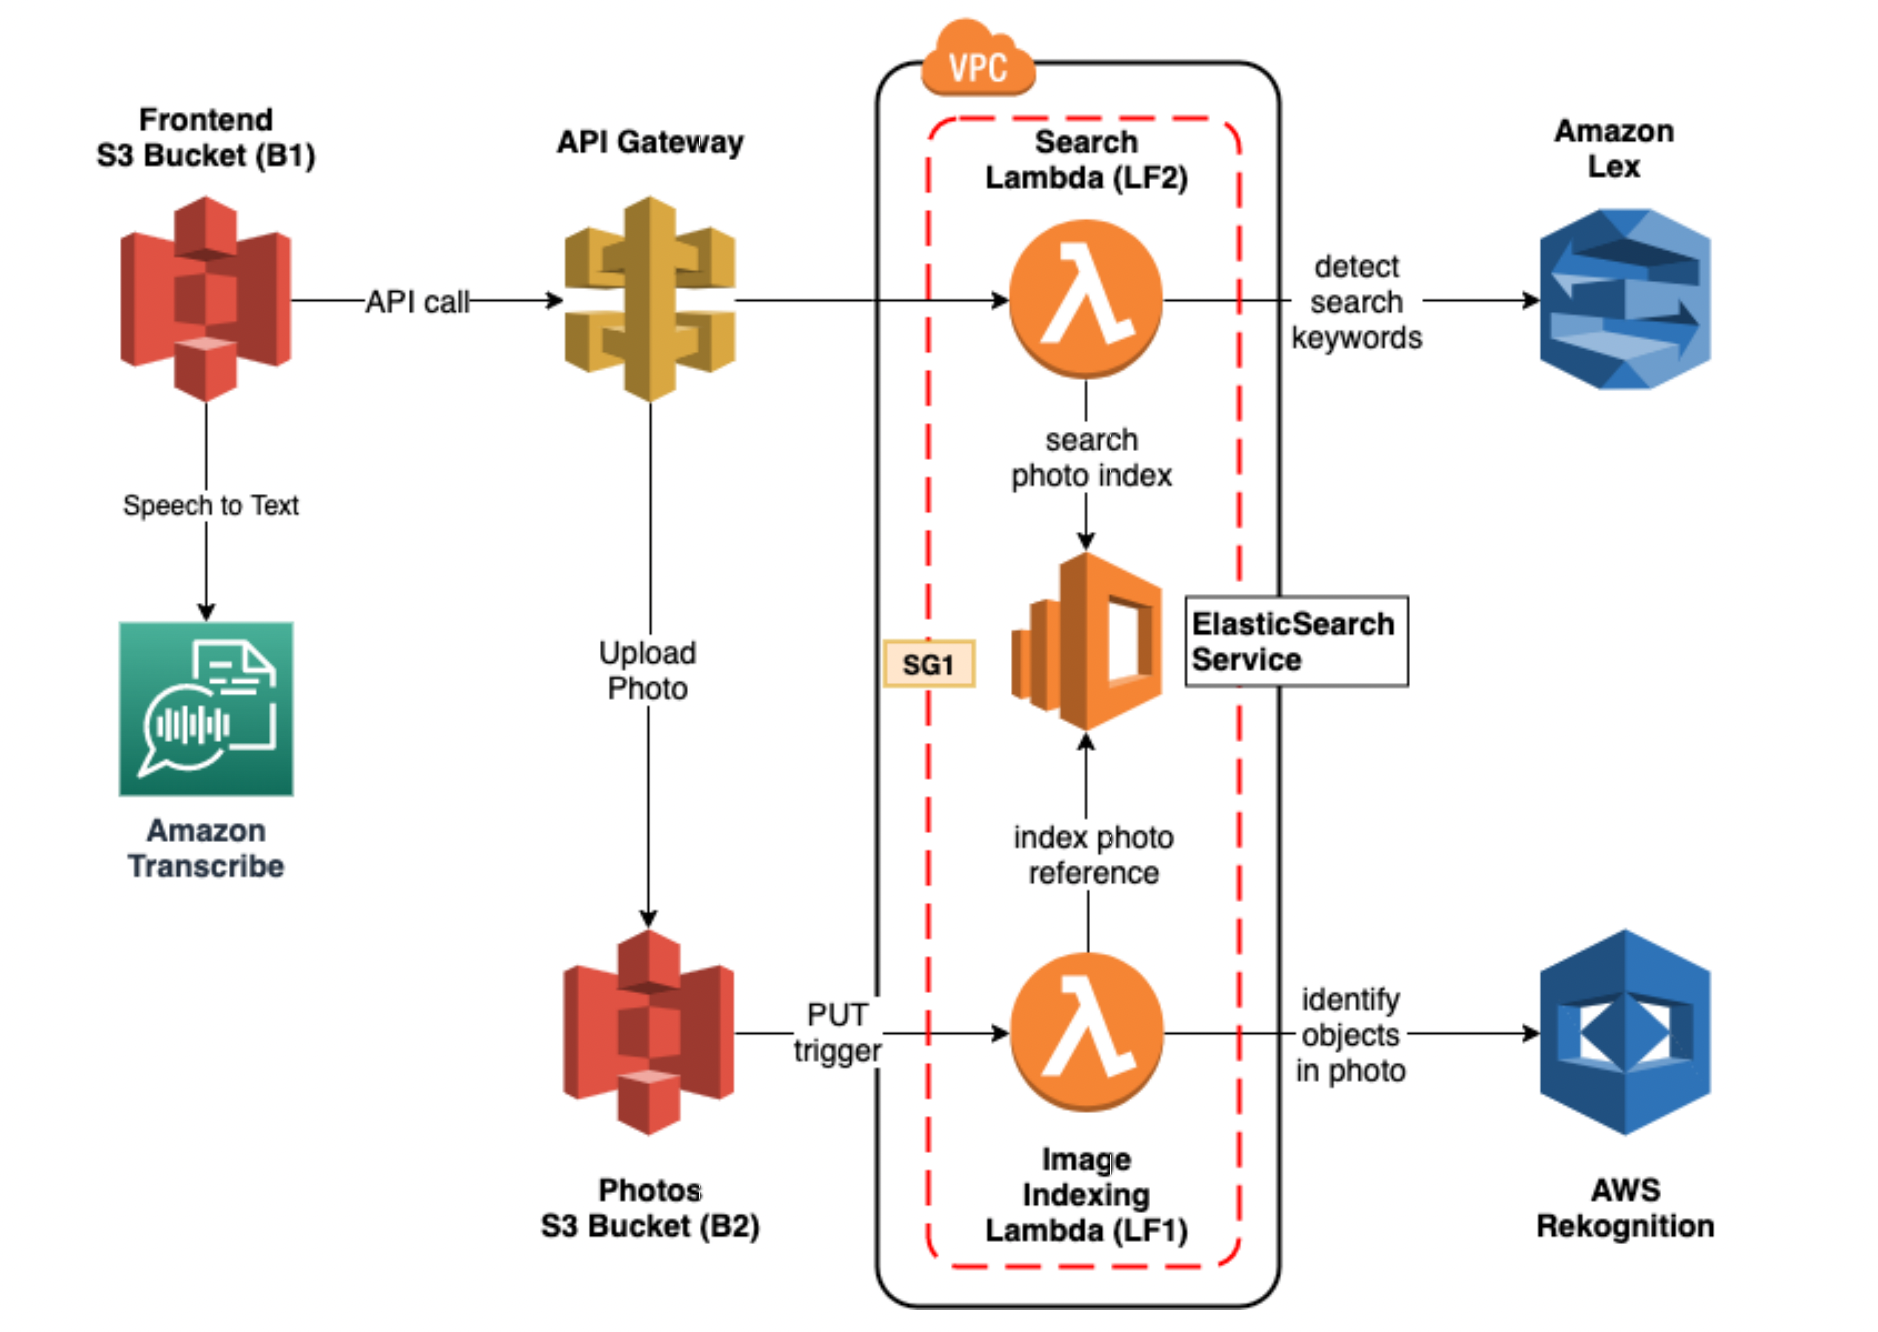 VPC
Frontend
S3 Bucket (B1)
API Gateway
Search
Lambda (LF2)
Amazon
Lex
API call
detect
search
keywords
search
photo index
Speech to Text
Upload
Photo
SG1
ElasticSearch
Service
Amazon
Transcribe
index photo
reference
PUT
trigger
identify
objects
in photo
Photos
S3 Bucket (B2)
Image
Indexing
Lambda (LF1)
AWS
Rekognition